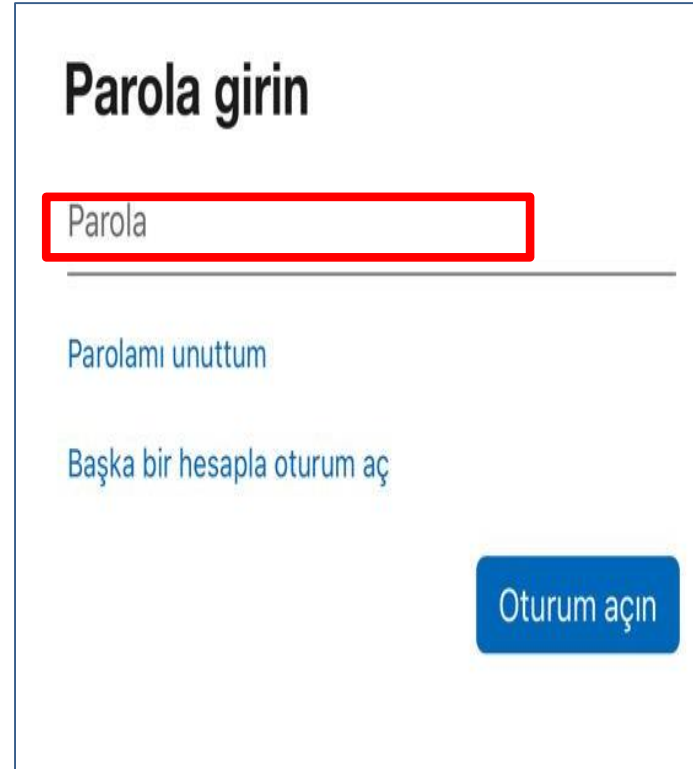 Parola girin
Parola
Parolamı unuttum
Başka bir hesapla oturum aç
Oturum açın